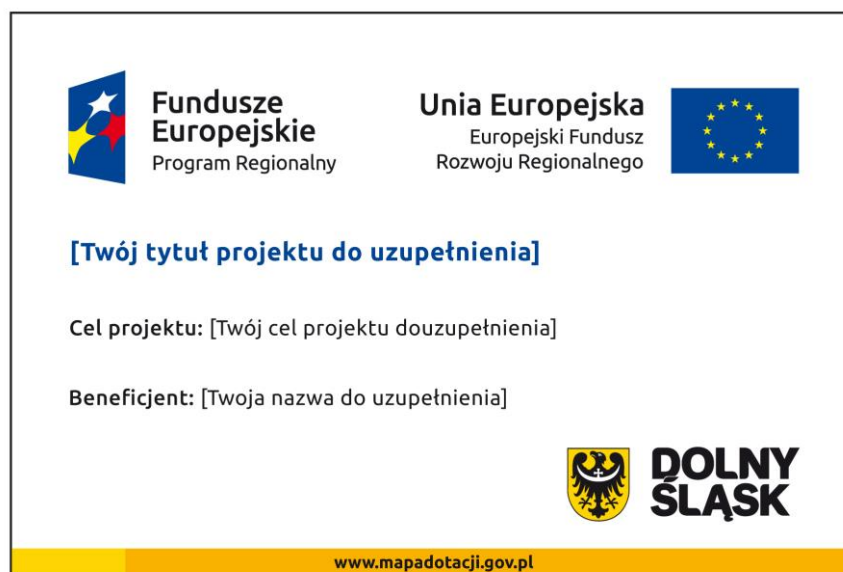 Fundusze
Europejskie
Program Regionalny
Unia Europejska
Europejski Fundusz
Rozwoju Regionalnego
[Twój tytuł projektu do uzupełnienia]
Cel projektu: [Twój cel projektu douzupełnienia]
Beneficjent: [Twoja nazwa do uzupełnienia]
DOLNY
ŚLĄSK
www.mapadotacji.gov.pl